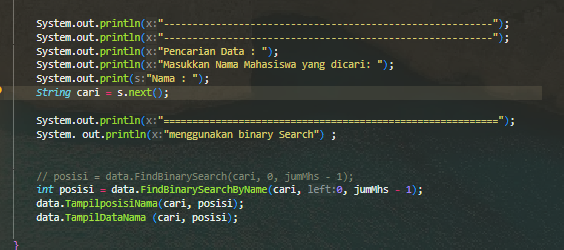 System.out.println(x:"---------------------------------------------------");
System.out.println(x:"---------------------------------------------------");
System.out.println(x:"Pencarian Data : ");
System.out.println(x:"Masukkan Nama Mahasiswa yang dicari: ");
System.out.print(s:"Nama : ");
String cari = s.next();
System.out.println(x:"====================================================");
System. out.println(x:"menggunakan binary Search") ;
// posisi = data.FindBinarySearch(cari, 0, jumMhs - 1);
int posisi = data.FindBinarySearchByName(cari, left:0, jumMhs - 1);
data.TampilposisiNama(cari, posisi);
data.TampilDataNama (cari, posisi);
}